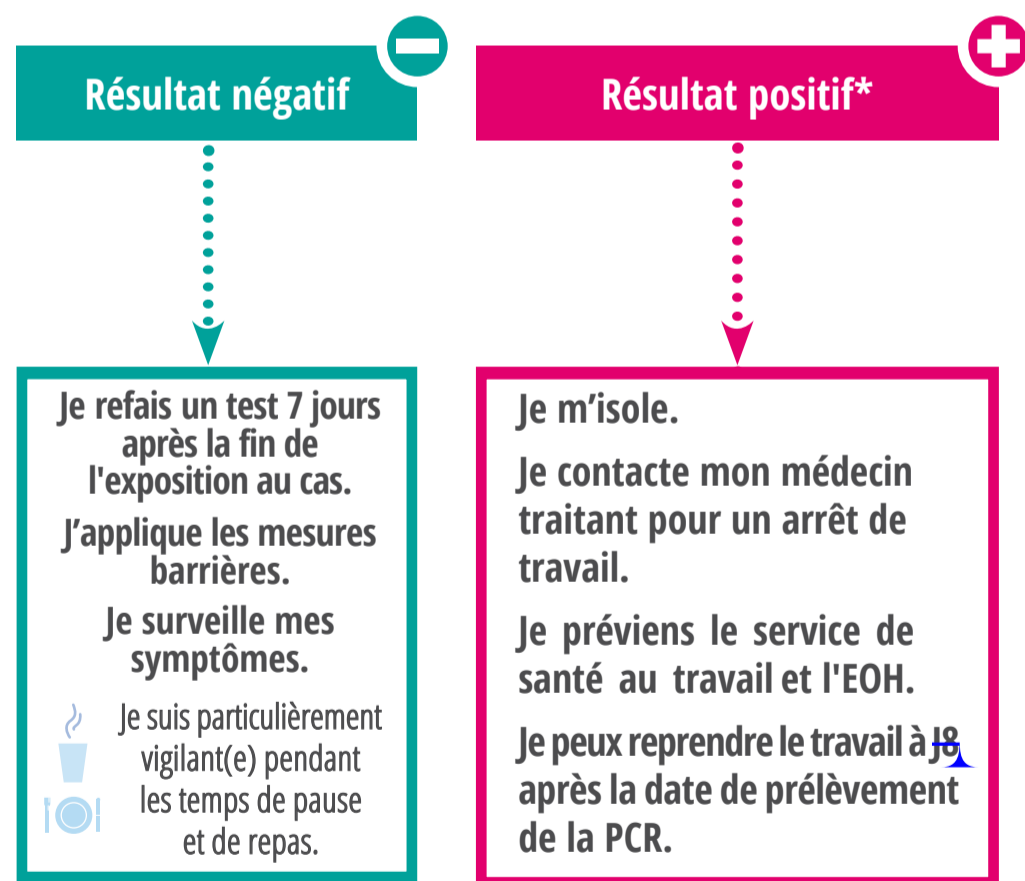 Résultat négatif
Je refais un test 7 jours
après la fin de
l'exposition au cas.
J’applique les mesures
barrières.
Je surveille mes
symptômes.
Je suis particulièrement
vigilant(e) pendant
les temps de pause
et de repas.
Résultat positif*
Je m’isole.
Je contacte mon médecin
traitant pour un arrêt de
travail.
Je préviens le service de
santé au travail et l'EOH.
Je peux reprendre le travail à J8
après la date de prélèvement
de la PCR.